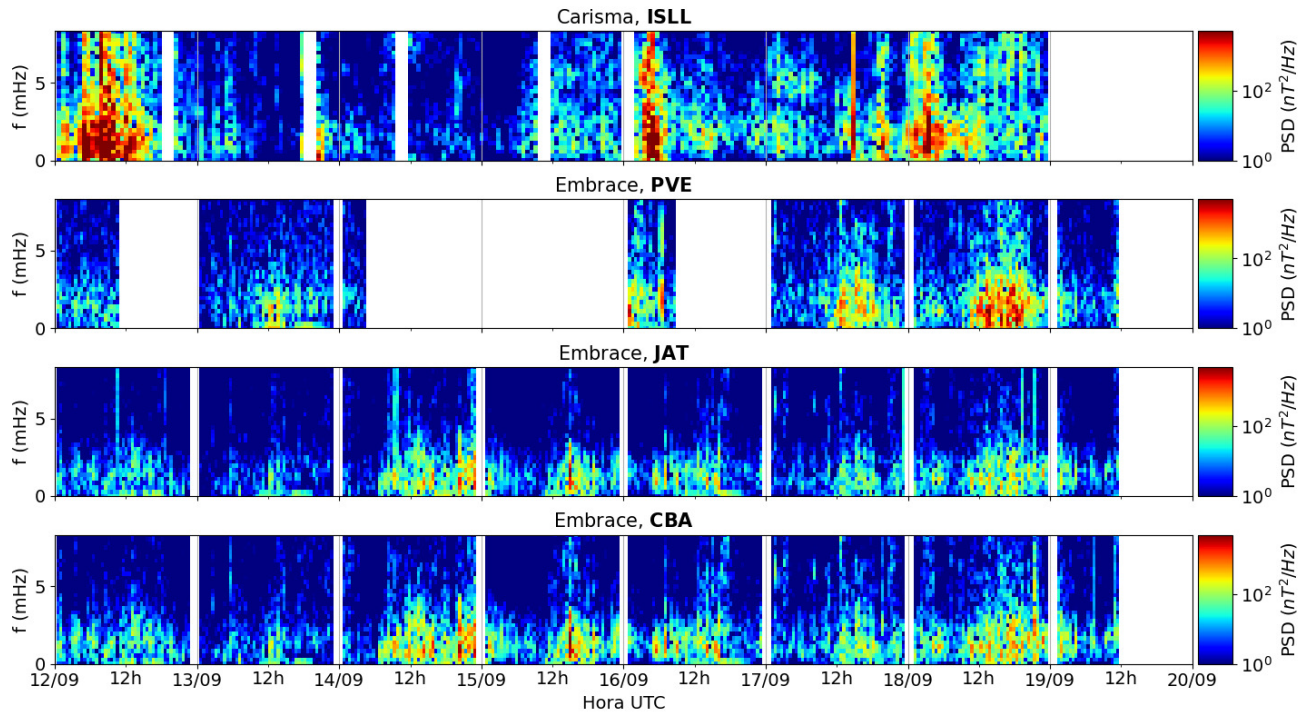 Carisma, ISLL
f (mHz)
5
0
10²
10⁰
PSD (nT²/Hz)
Embrace, PVE
f (mHz)
5
0
10²
10⁰
PSD (nT²/Hz)
Embrace, JAT
f (mHz)
5
0
10²
10⁰
PSD (nT²/Hz)
Embrace, CBA
f (mHz)
5
0
10²
10⁰
PSD (nT²/Hz)
12/09 12h 13/09 12h 14/09 12h 15/09 12h 16/09 12h 17/09 12h 18/09 12h 19/09 12h 20/09
Hora UTC